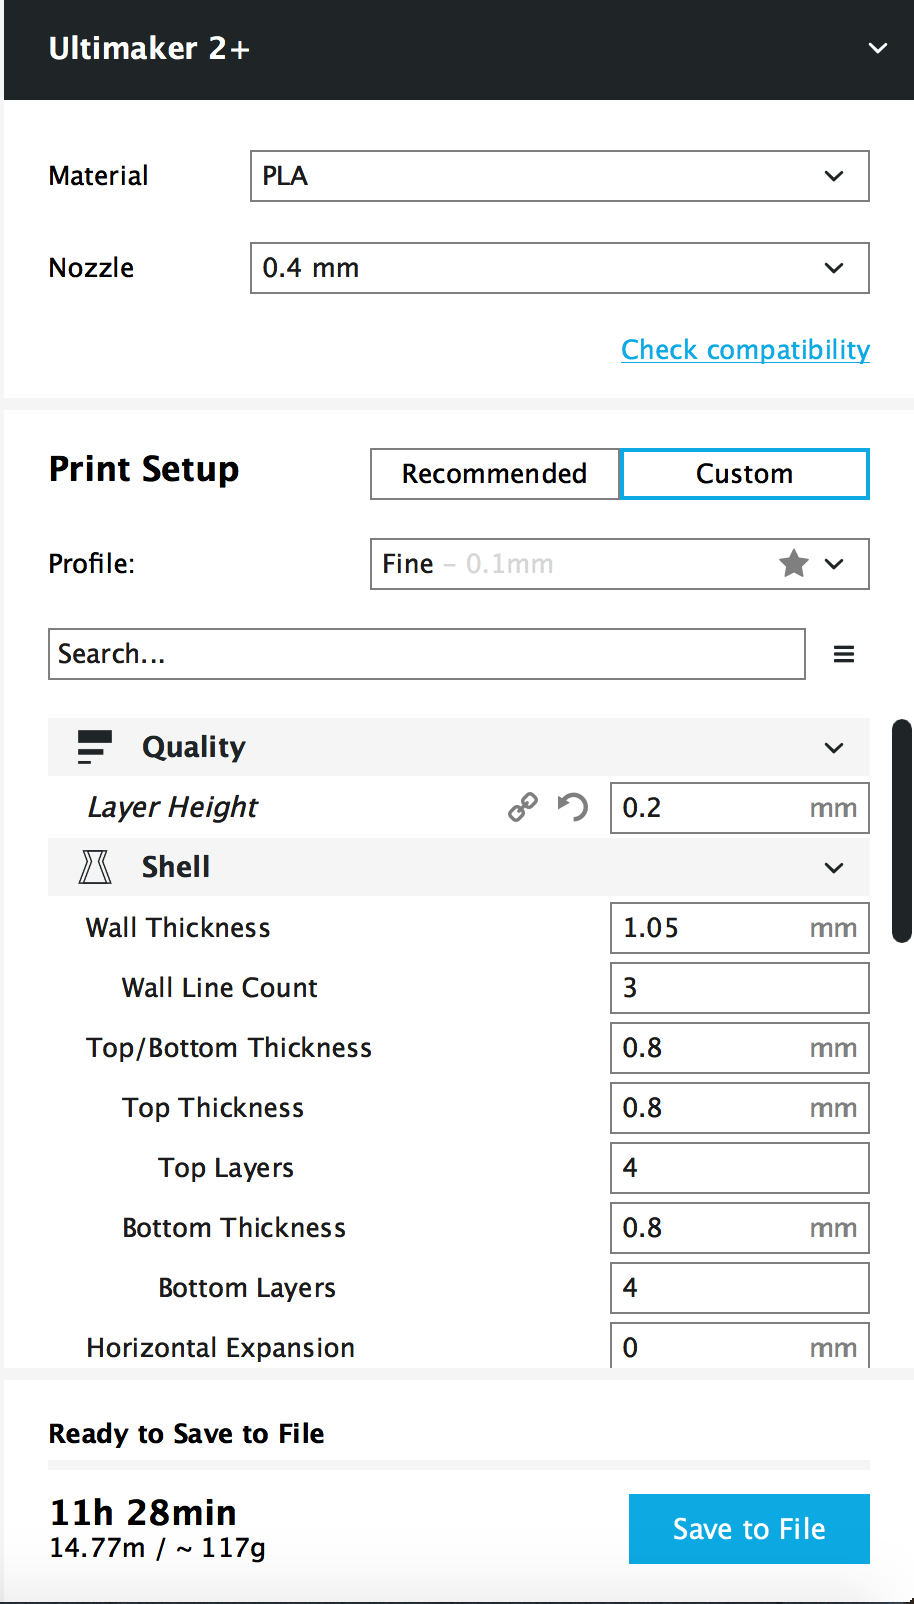 Ultimaker 2+
Material PLA
Nozzle 0.4 mm
Check compatibility
Print Setup Recommended Custom
Profile: Fine – 0.1mm
Search...
Quality
Layer Height 0.2 mm
Shell
Wall Thickness 1.05 mm
Wall Line Count 3
Top/Bottom Thickness 0.8 mm
Top Thickness 0.8 mm
Top Layers 4
Bottom Thickness 0.8 mm
Bottom Layers 4
Horizontal Expansion 0 mm
Ready to Save to File
11h 28min
14.77m / ~ 117g
Save to File